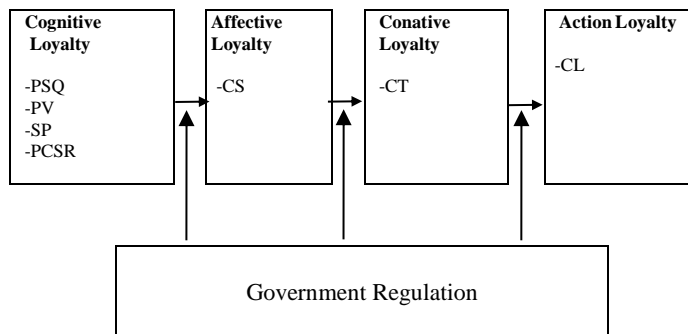 Cognitive
Loyalty
-PSQ
-PV
-SP
-PCSR
Affective
Loyalty
-CS
Conative
Loyalty
-CT
Action Loyalty
-CL
Government Regulation